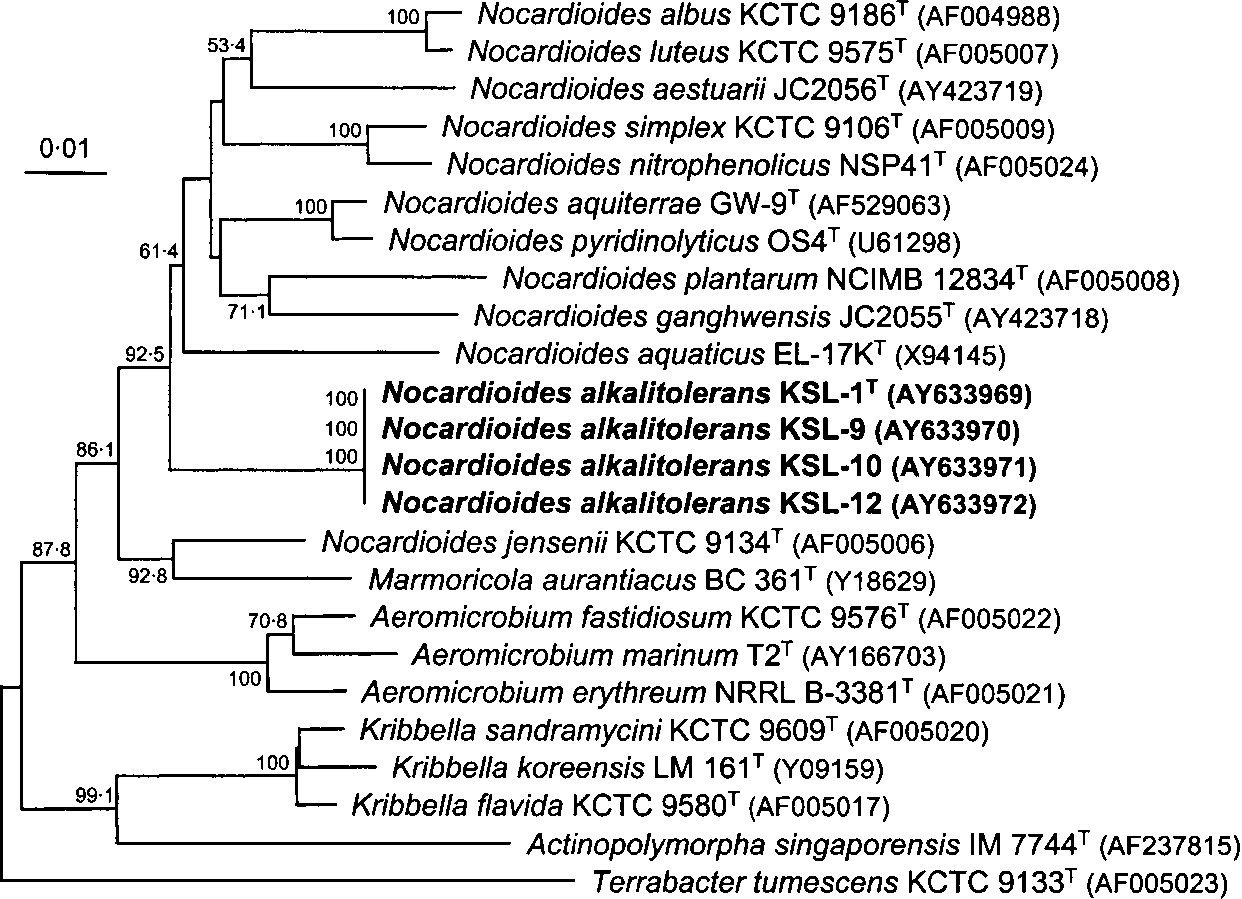 100 Nocardioides albus KCTC 9186T (AF004988)
53·4 Nocardioides luteus KCTC 9575T (AF005007)
Nocardioides aestuarii JC2056T (AY423719)
100 Nocardioides simplex KCTC 9106T (AF005009)
0·01
Nocardioides nitrophenolicus NSP41T (AF005024)
100 Nocardioides aquiterrae GW-9T (AF529063)
Nocardioides pyridinolyticus OS4T (U61298)
61·4
Nocardioides plantarum NCIMB 12834T (AF005008)
71·1 Nocardioides ganghwensis JC2055T (AY423718)
92·5 Nocardioides aquaticus EL-17KT (X94145)
100 Nocardioides alkalitolerans KSL-1T (AY633969)
100 Nocardioides alkalitolerans KSL-9 (AY633970)
86·1
100 Nocardioides alkalitolerans KSL-10 (AY633971)
Nocardioides alkalitolerans KSL-12 (AY633972)
87·8 Nocardioides jensenii KCTC 9134T (AF005006)
92·8 Marmoricola aurantiacus BC 361T (Y18629)
70·8 Aeromicrobium fastidiosum KCTC 9576T (AF005022)
Aeromicrobium marinum T2T (AY166703)
100 Aeromicrobium erythreum NRRL B-3381T (AF005021)
Kribbella sandramycini KCTC 9609T (AF005020)
100 Kribbella koreensis LM 161T (Y09159)
99·1 Kribbella flavida KCTC 9580T (AF005017)
Actinopolymorpha singaporensis IM 7744T (AF237815)
Terrabacter tumescens KCTC 9133T (AF005023)